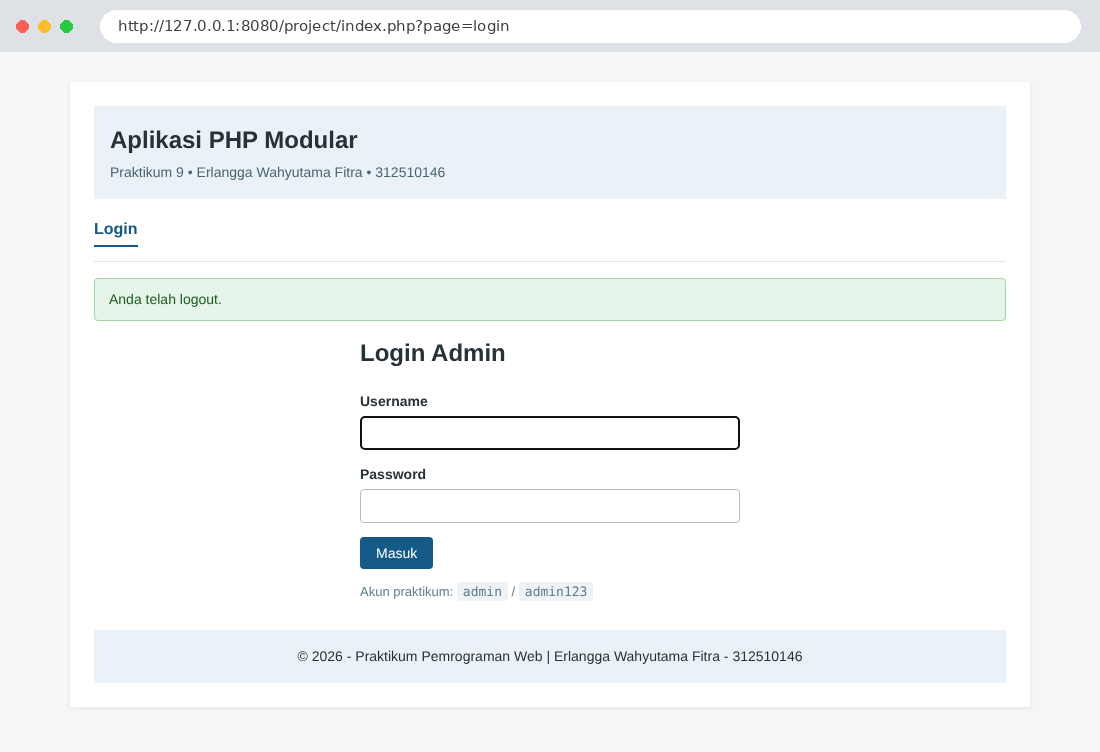 http://127.0.0.1:8080/project/index.php?page=login
Aplikasi PHP Modular
Praktikum 9 • Erlangga Wahyutama Fitra • 312510146
Login
Anda telah logout.
Login Admin
Username
Password
Masuk
Akun praktikum: admin / admin123
© 2026 - Praktikum Pemrograman Web | Erlangga Wahyutama Fitra - 312510146